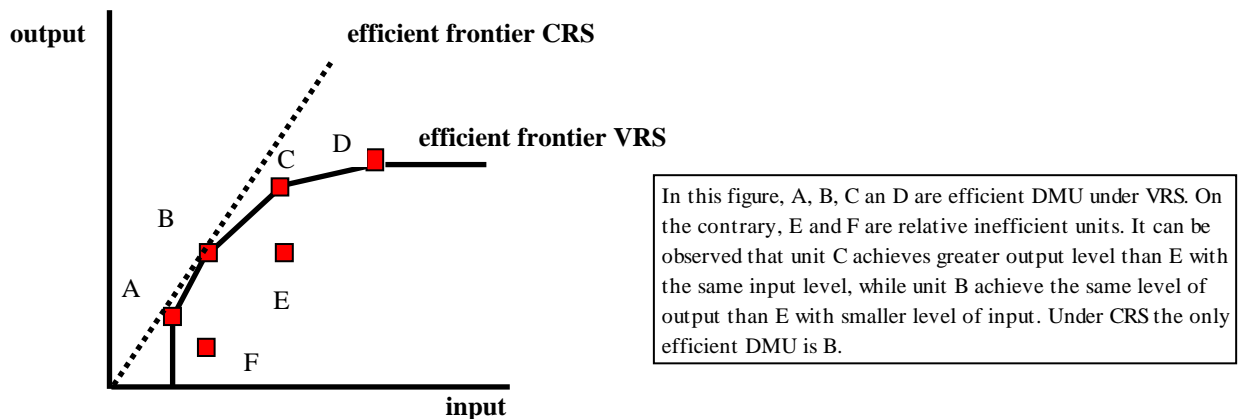 output
efficient frontier CRS
efficient frontier VRS
D
C
B
A
E
F
input
In this figure, A, B, C an D are efficient DMU under VRS. On
the contrary, E and F are relative inefficient units. It can be
observed that unit C achieves greater output level than E with
the same input level, while unit B achieve the same level of
output than E with smaller level of input. Under CRS the only
efficient DMU is B.